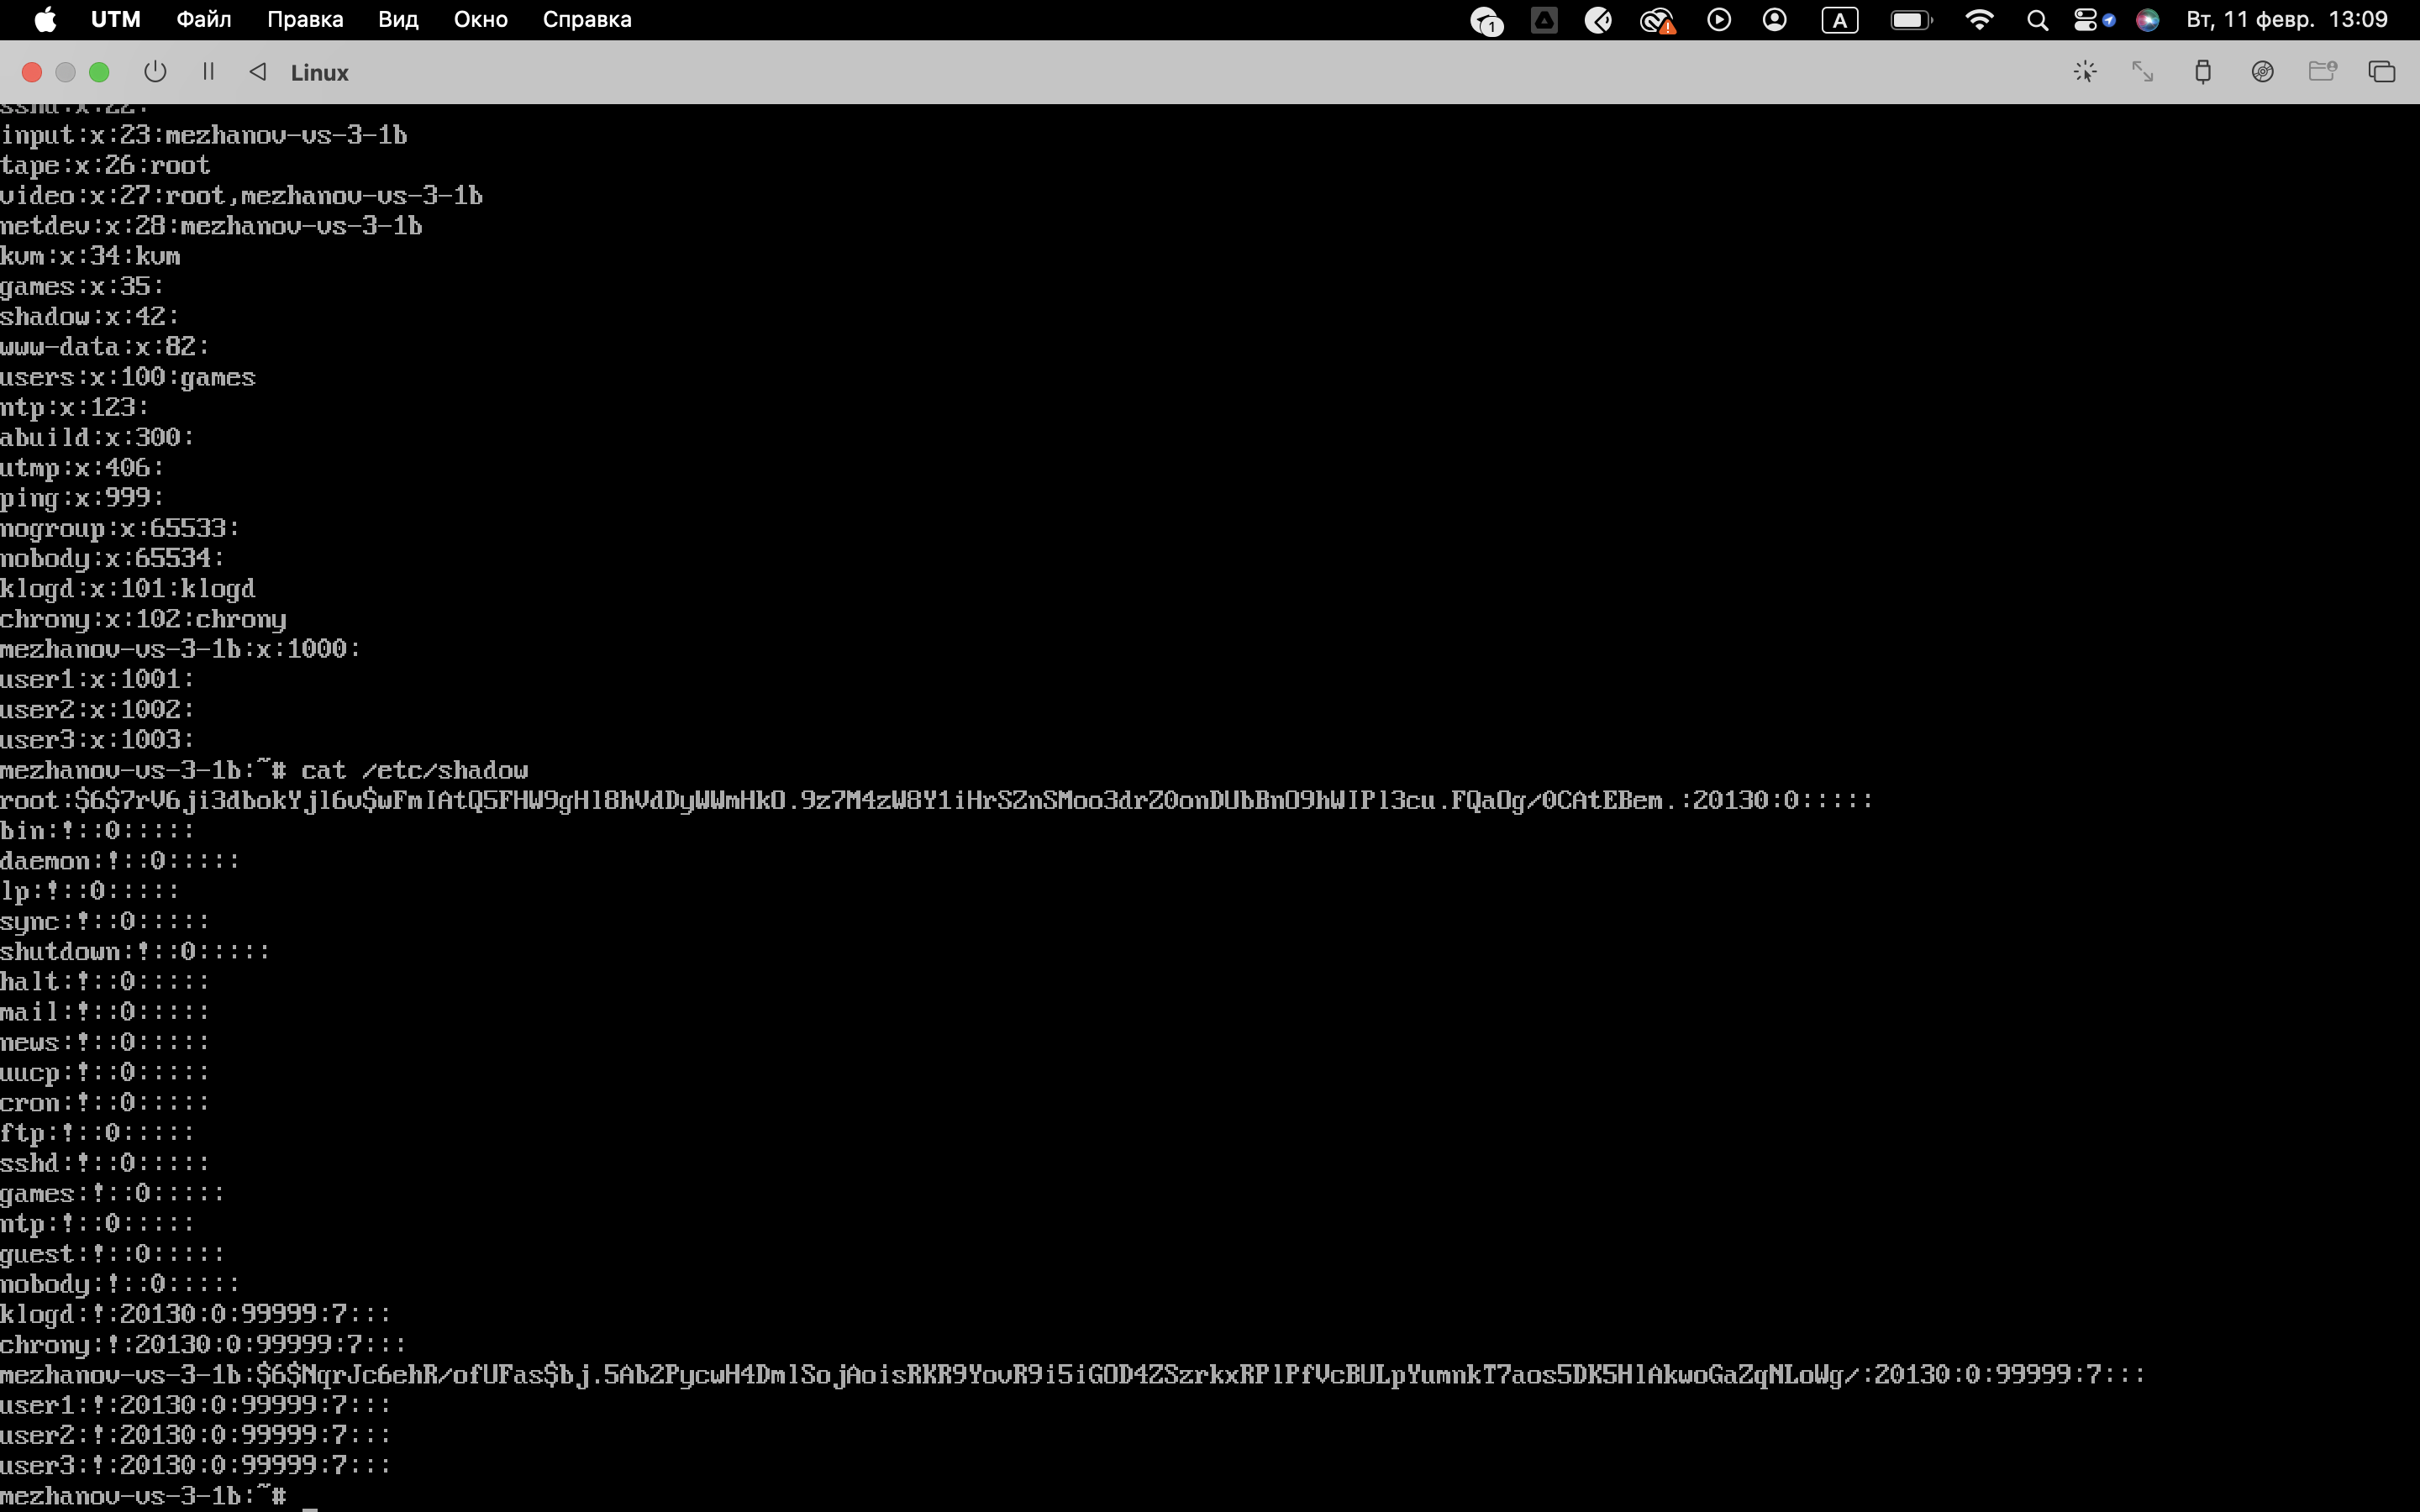 UTM Файл Правка Вид Окно Справка 1 A Вт, 11 февр. 13:09
Linux
sshd:x:22:
input:x:23:mezhanov-vs-3-1b
tape:x:26:root
video:x:27:root,mezhanov-vs-3-1b
netdev:x:28:mezhanov-vs-3-1b
kvm:x:34:kvm
games:x:35:
shadow:x:42:
www-data:x:82:
users:x:100:games
ntp:x:123:
abuild:x:300:
utmp:x:406:
ping:x:999:
nogroup:x:65533:
nobody:x:65534:
klogd:x:101:klogd
chrony:x:102:chrony
mezhanov-vs-3-1b:x:1000:
user1:x:1001:
user2:x:1002:
user3:x:1003:
mezhanov-vs-3-1b:~# cat /etc/shadow
root:$6$7rV6ji3dbokYjl6v$wFmIAtQ5FHW9gHl8hVdDyWWmHkO.9z7M4zW8Y1iHrSZnSMoo3drZ0onDUbBnO9hWIPl3cu.FQaOg/0CAtEBem.:20130:0:::::
bin:!::0:::::
daemon:!::0:::::
lp:!::0:::::
sync:!::0:::::
shutdown:!::0:::::
halt:!::0:::::
mail:!::0:::::
news:!::0:::::
uucp:!::0:::::
cron:!::0:::::
ftp:!::0:::::
sshd:!::0:::::
games:!::0:::::
ntp:!::0:::::
guest:!::0:::::
nobody:!::0:::::
klogd:!:20130:0:99999:7:::
chrony:!:20130:0:99999:7:::
mezhanov-vs-3-1b:$6$NqrJc6ehR/ofUFas$bj.5AbZPycwH4DmlSojAoisRKR9YovR9i5iGOD4ZSzrkxRPlPfVcBULpYumnkT7aos5DK5HlAkwoGaZqNLoWg/:20130:0:99999:7:::
user1:!:20130:0:99999:7:::
user2:!:20130:0:99999:7:::
user3:!:20130:0:99999:7:::
mezhanov-vs-3-1b:~#